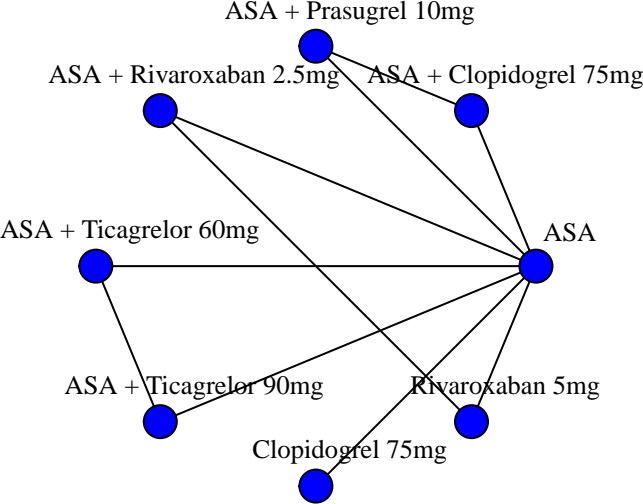 ASA + Prasugrel 10mg
ASA + Rivaroxaban 2.5mg
ASA + Clopidogrel 75mg
ASA + Ticagrelor 60mg
ASA
ASA + Ticagrelor 90mg
Rivaroxaban 5mg
Clopidogrel 75mg